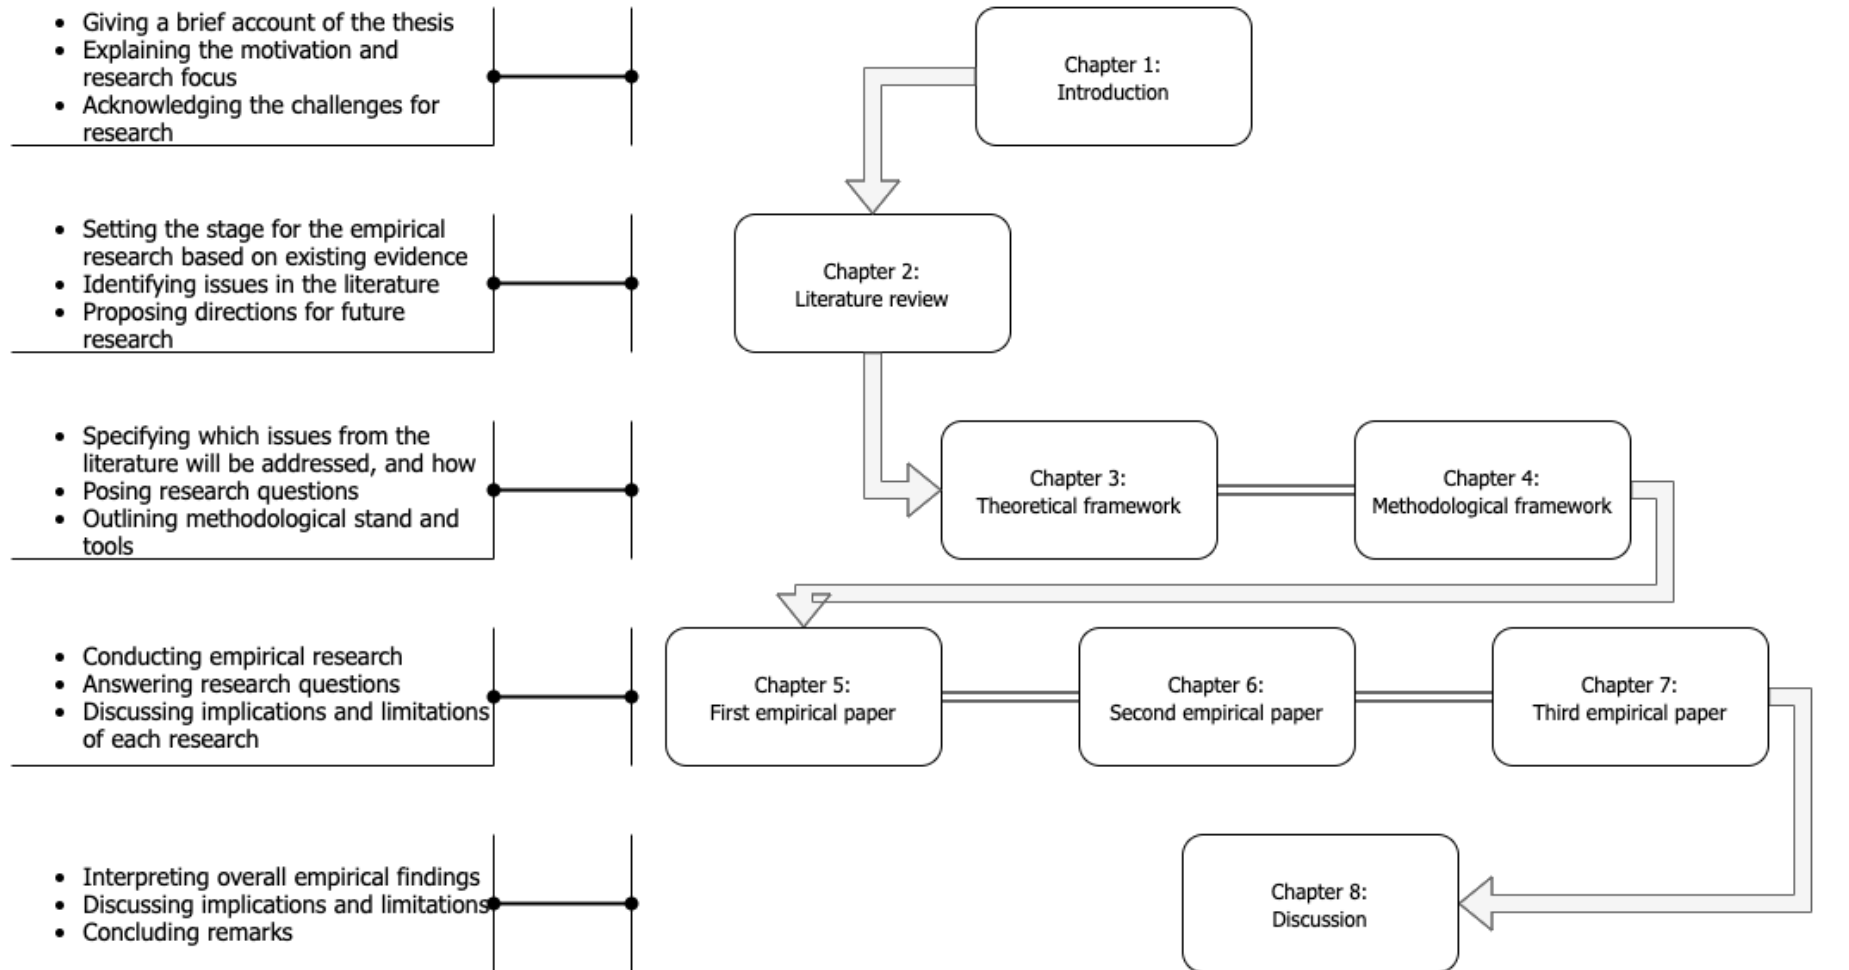 • Giving a brief account of the thesis
• Explaining the motivation and
research focus
• Acknowledging the challenges for
research
Chapter 1:
Introduction
• Setting the stage for the empirical
research based on existing evidence
• Identifying issues in the literature
• Proposing directions for future
research
Chapter 2:
Literature review
• Specifying which issues from the
literature will be addressed, and how
• Posing research questions
• Outlining methodological stand and
tools
Chapter 3:
Theoretical framework
Chapter 4:
Methodological framework
• Conducting empirical research
• Answering research questions
• Discussing implications and limitations
of each research
Chapter 5:
First empirical paper
Chapter 6:
Second empirical paper
Chapter 7:
Third empirical paper
• Interpreting overall empirical findings
• Discussing implications and limitations
• Concluding remarks
Chapter 8:
Discussion